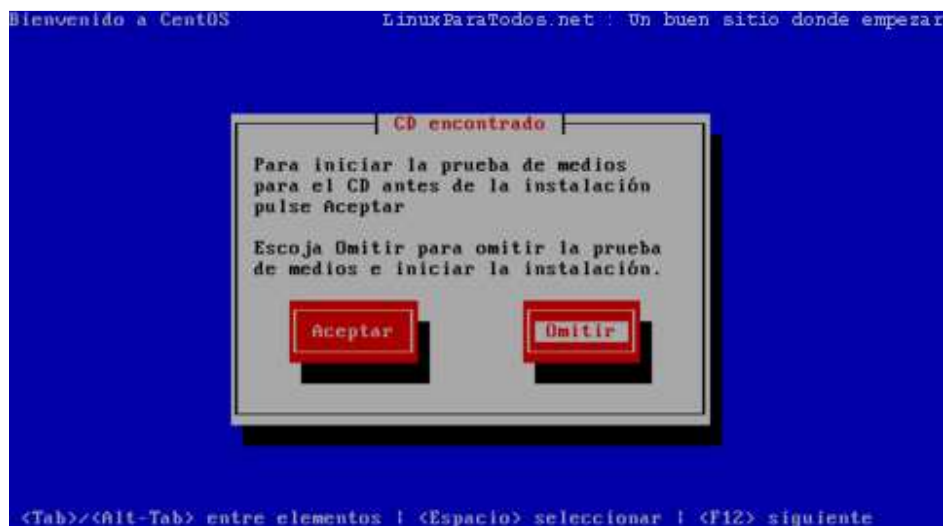 Bienvenido a CentOS LinuxParaTodos.net : Un buen sitio donde empezar
CD encontrado
Para iniciar la prueba de medios
para el CD antes de la instalación
pulse Aceptar
Escoja Omitir para omitir la prueba
de medios e iniciar la instalación.
Aceptar Omitir
<Tab>/<Alt-Tab> entre elementos | <Espacio> seleccionar | <F12> siguiente